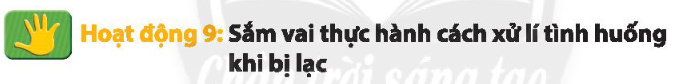 Hoạt động 9: Sắm vai thực hành cách xử lí tình huống
khi bị lạc